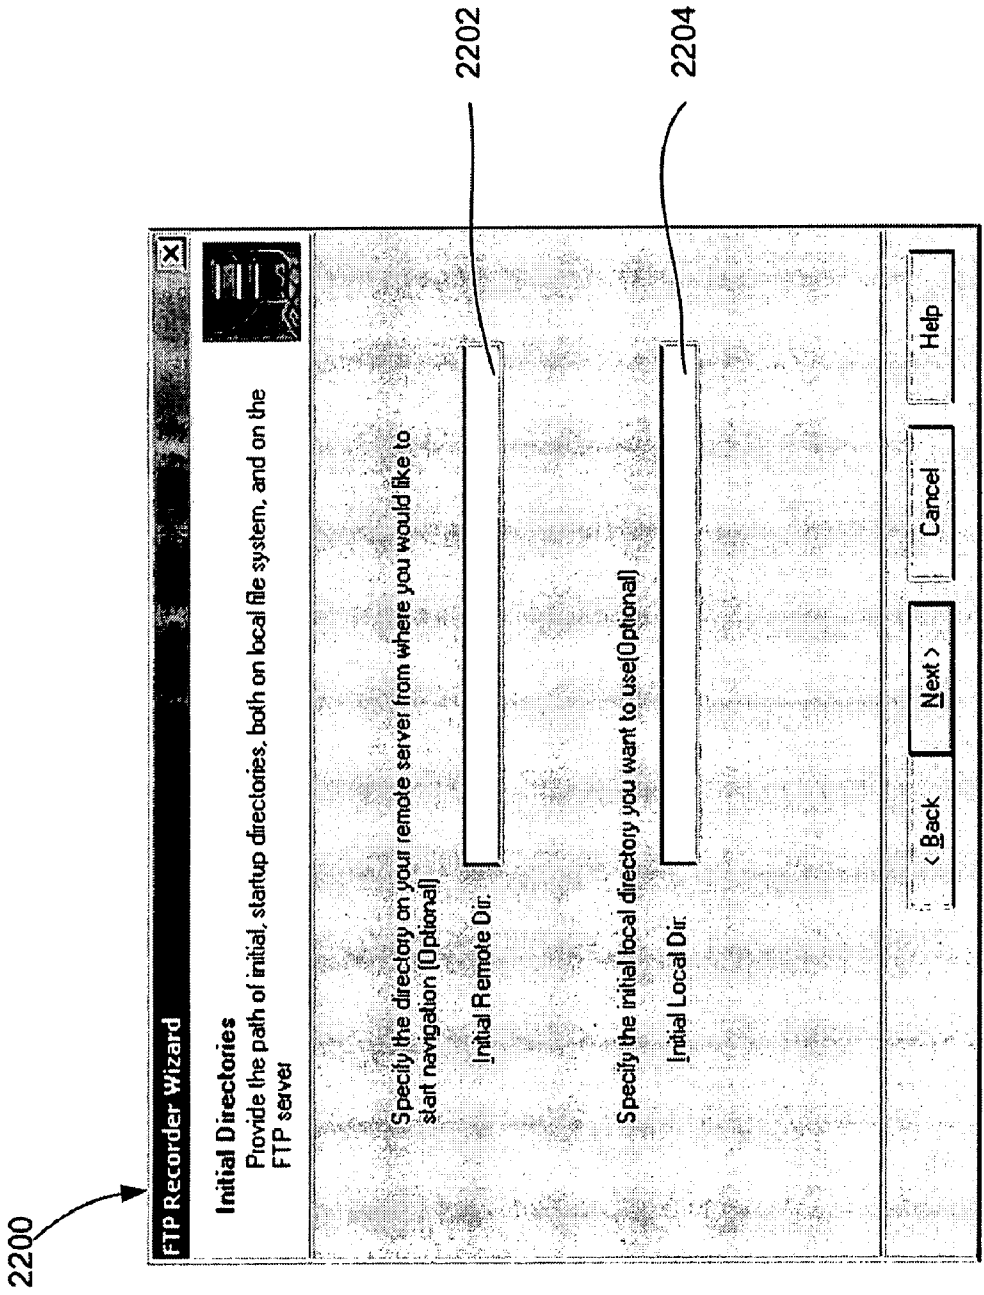 2200
FTP Recorder Wizard
Initial Directories
Provide the path of initial, startup directories, both on local file system, and on the
FTP server
Specify the directory on your remote server from where you would like to
start navigation (Optional)
Initial Remote Dir:
2202
Specify the initial local directory you want to use(Optional)
Initial Local Dir:
2204
< Back
Next >
Cancel
Help